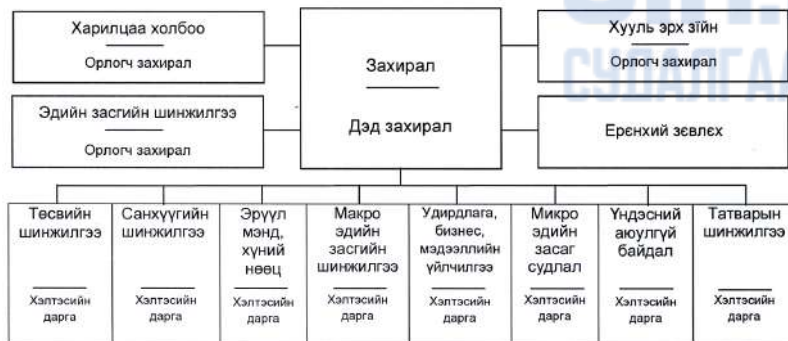 Харилцаа холбоо
Орлогч захирал
Захирал
Дэд захирал
Хууль эрх зїйн
Орлогч захирал
Эдийн засгийн шинжилгээ
Орлогч захирал
Ерєнхий зєвлєх
Төсвийн
шинжилгээ
Хэлтэсийн
дарга
Санхүүгийн
шинжилгээ
Хэлтэсийн
дарга
Эрүүл
мэнд,
хүний
нөөц
Хэлтэсийн
дарга
Макро
эдийн
засгийн
шинжилгээ
Хэлтэсийн
дарга
Удирдлага,
бизнес,
мэдээллийн
үйлчилгээ
Хэлтэсийн
дарга
Микро
эдийн
засаг
судлал
Хэлтэсийн
дарга
Үндэсний
аюулгүй
байдал
Хэлтэсийн
дарга
Татварын
шинжилгээ
Хэлтэсийн
дарга